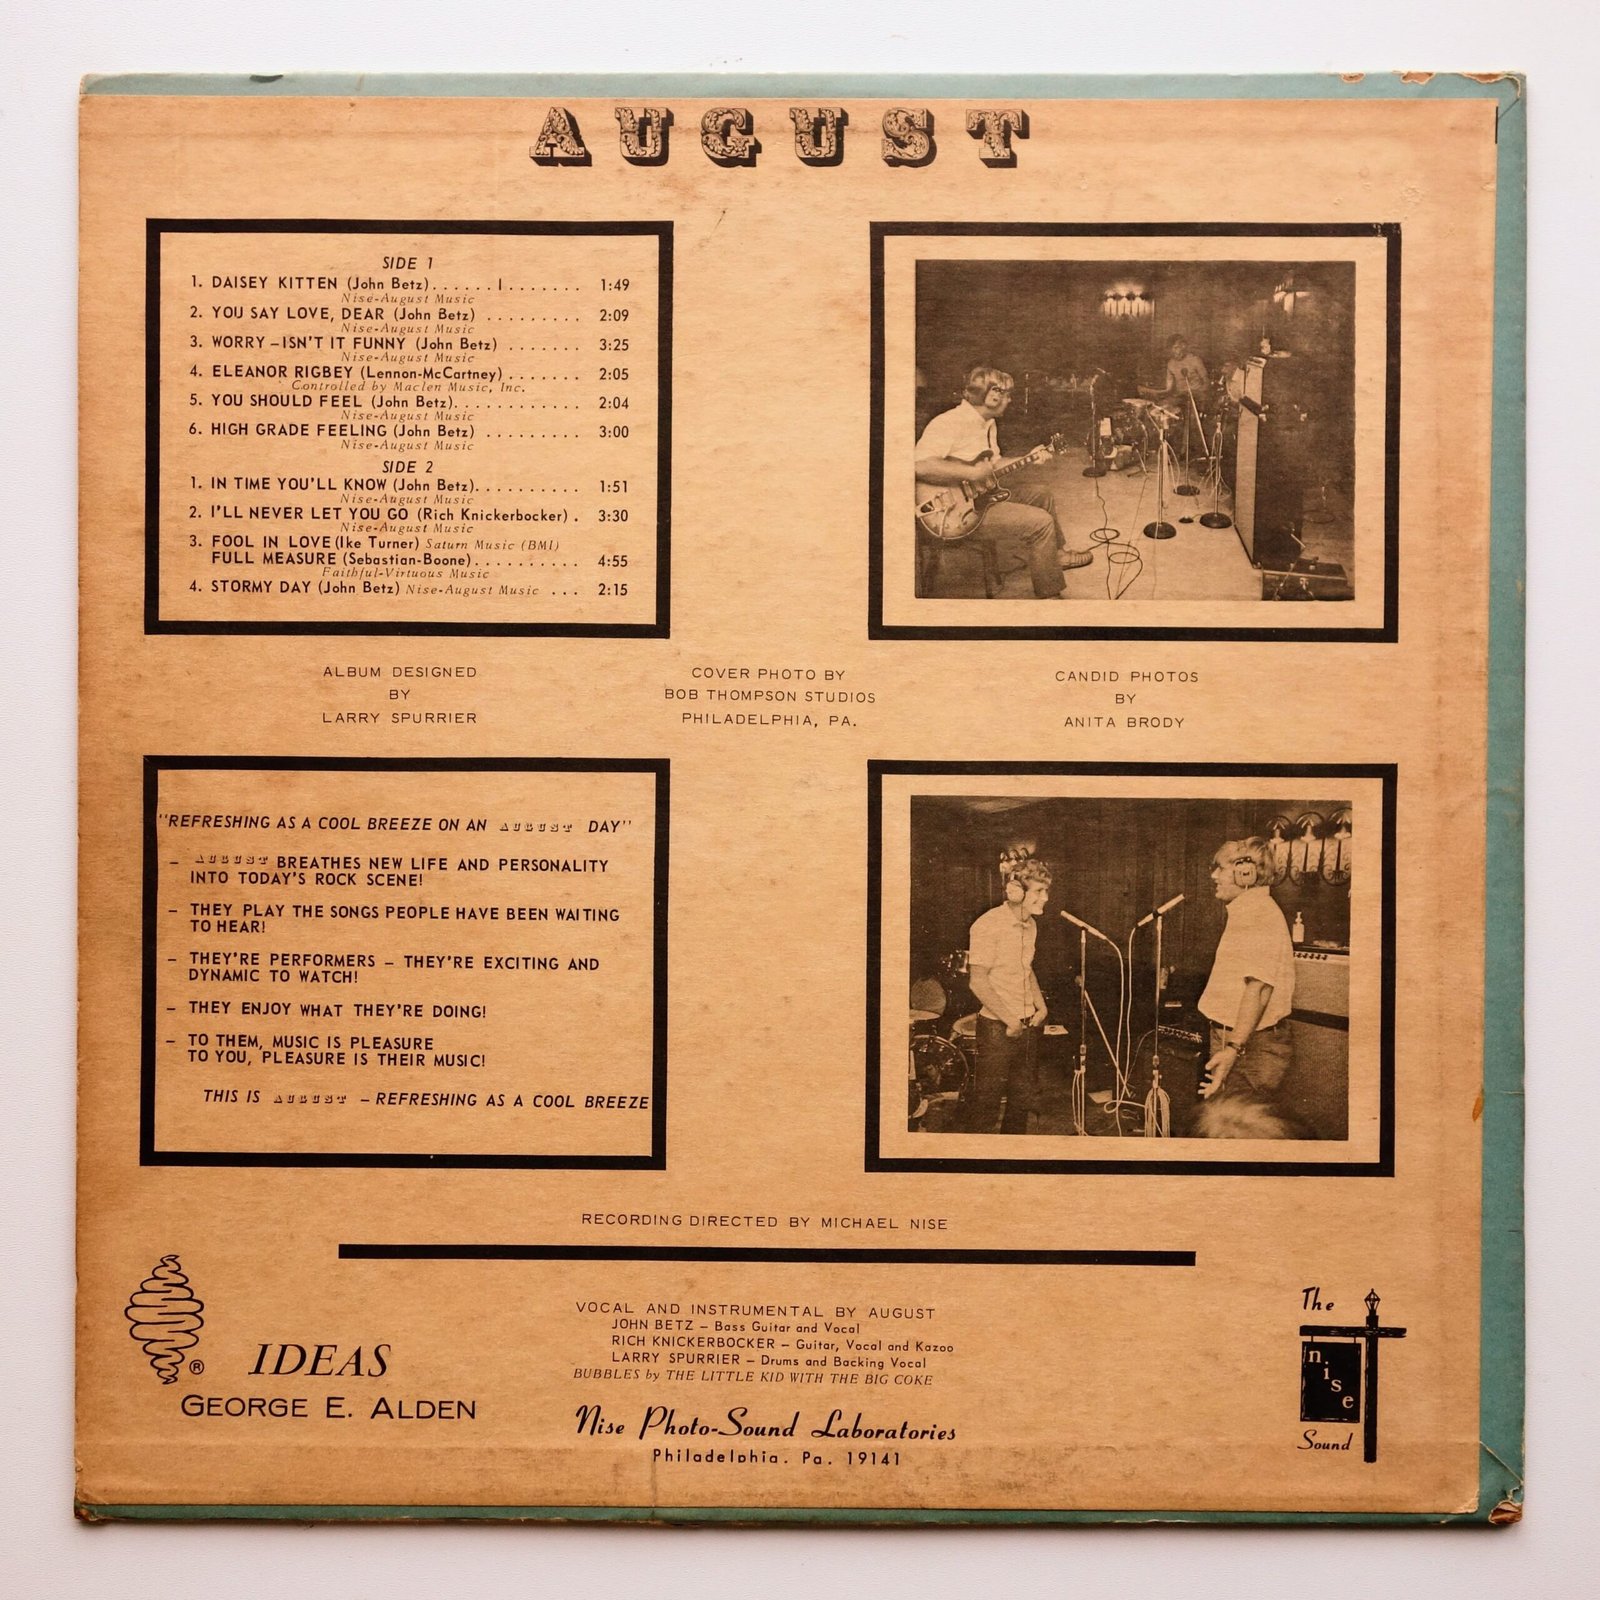 AUGUST
SIDE 1
1. DAISEY KITTEN (John Betz)......1....... 1:49
Nise-August Music
2. YOU SAY LOVE, DEAR (John Betz) ......... 2:09
Nise-August Music
3. WORRY–ISN'T IT FUNNY (John Betz) ....... 3:25
Nise-August Music
4. ELEANOR RIGBEY (Lennon-McCartney)....... 2:05
Controlled by Maclen Music, Inc.
5. YOU SHOULD FEEL (John Betz)............ 2:04
Nise-August Music
6. HIGH GRADE FEELING (John Betz) ......... 3:00
Nise-August Music
SIDE 2
1. IN TIME YOU'LL KNOW (John Betz).......... 1:51
Nise-August Music
2. I'LL NEVER LET YOU GO (Rich Knickerbocker) . 3:30
Nise-August Music
3. FOOL IN LOVE (Ike Turner) Saturn Music (BMI)
FULL MEASURE (Sebastian-Boone).......... 4:55
Faithful-Virtuous Music
4. STORMY DAY (John Betz) Nise-August Music ... 2:15
ALBUM DESIGNED
BY
LARRY SPURRIER
COVER PHOTO BY
BOB THOMPSON STUDIOS
PHILADELPHIA, PA.
CANDID PHOTOS
BY
ANITA BRODY
"REFRESHING AS A COOL BREEZE ON AN AUGUST DAY"
– AUGUST BREATHES NEW LIFE AND PERSONALITY
INTO TODAY'S ROCK SCENE!
– THEY PLAY THE SONGS PEOPLE HAVE BEEN WAITING
TO HEAR!
– THEY'RE PERFORMERS – THEY'RE EXCITING AND
DYNAMIC TO WATCH!
– THEY ENJOY WHAT THEY'RE DOING!
– TO THEM, MUSIC IS PLEASURE
TO YOU, PLEASURE IS THEIR MUSIC!
THIS IS AUGUST – REFRESHING AS A COOL BREEZE
RECORDING DIRECTED BY MICHAEL NISE
®
IDEAS
GEORGE E. ALDEN
VOCAL AND INSTRUMENTAL BY AUGUST
JOHN BETZ – Bass Guitar and Vocal
RICH KNICKERBOCKER – Guitar, Vocal and Kazoo
LARRY SPURRIER – Drums and Backing Vocal
BUBBLES by THE LITTLE KID WITH THE BIG COKE
Nise Photo-Sound Laboratories
Philadelphia. Pa. 19141
The
nise
Sound